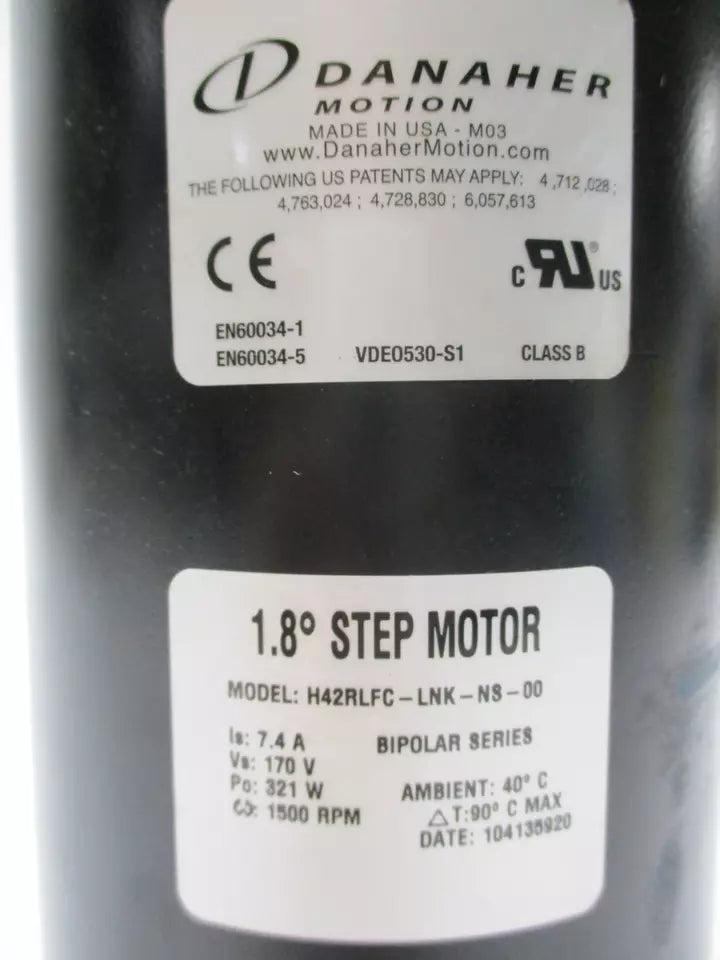 DANAHER
MOTION
MADE IN USA - M03
www.DanaherMotion.com
THE FOLLOWING US PATENTS MAY APPLY: 4,712,028;
4,763,024 ; 4,728,830 ; 6,057,613
CE
c RU® US
EN60034-1
EN60034-5 VDE0530-S1 CLASS B
1.8° STEP MOTOR
MODEL: H42RLFC-LNK-NS-00
Is: 7.4 A BIPOLAR SERIES
Vs: 170 V
Po: 321 W AMBIENT: 40° C
ω: 1500 RPM △T:90° C MAX
DATE: 104135920